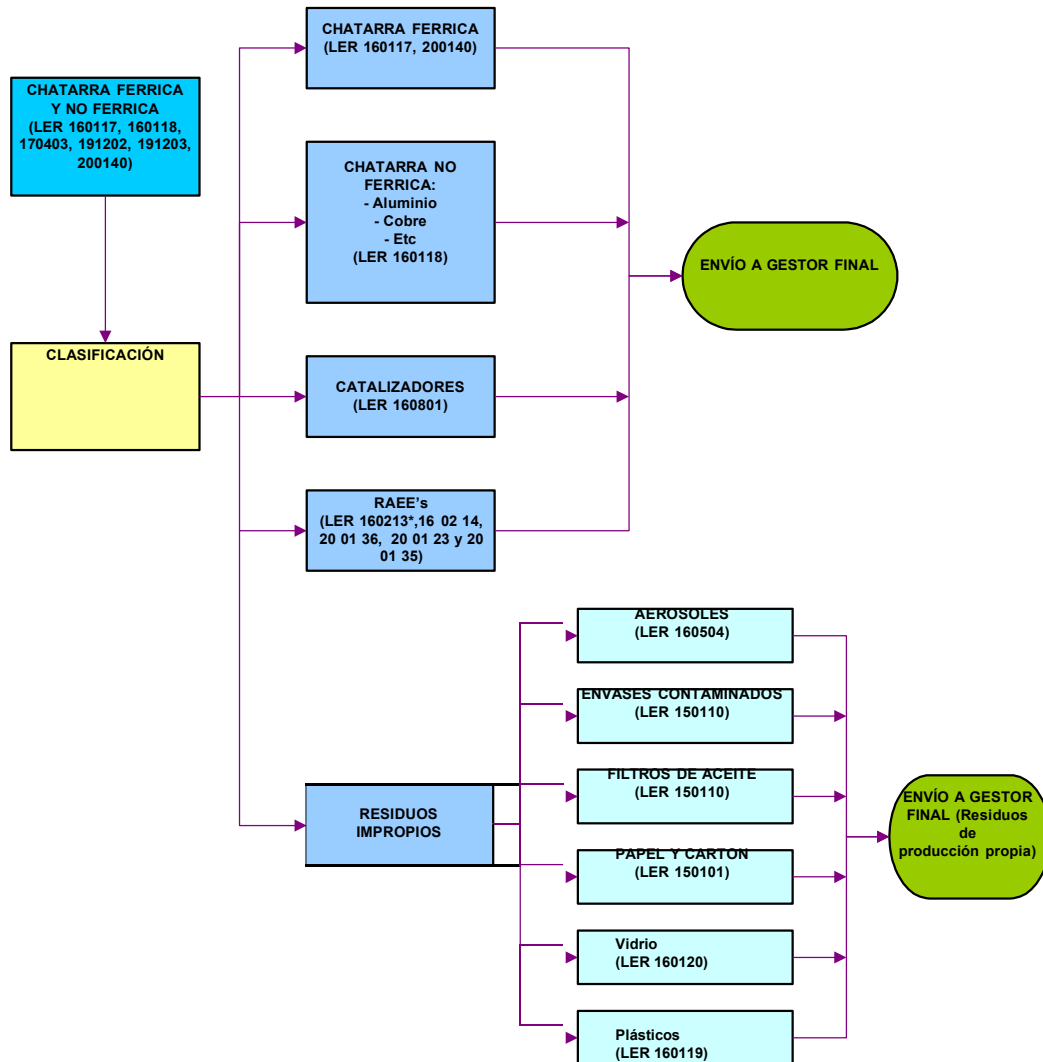 CHATARRA FERRICA
Y NO FERRICA
(LER 160117, 160118,
170403, 191202, 191203,
200140)
CLASIFICACIÓN
CHATARRA FERRICA
(LER 160117, 200140)
CHATARRA NO
FERRICA:
- Aluminio
- Cobre
- Etc
(LER 160118)
CATALIZADORES
(LER 160801)
RAEE's
(LER 160213*,16 02 14,
20 01 36, 20 01 23 y 20
01 35)
ENVÍO A GESTOR FINAL
RESIDUOS
IMPROPIOS
AEROSOLES
(LER 160504)
ENVASES CONTAMINADOS
(LER 150110)
FILTROS DE ACEITE
(LER 150110)
PAPEL Y CARTON
(LER 150101)
Vidrio
(LER 160120)
Plásticos
(LER 160119)
ENVÍO A GESTOR
FINAL (Residuos
de
producción propia)